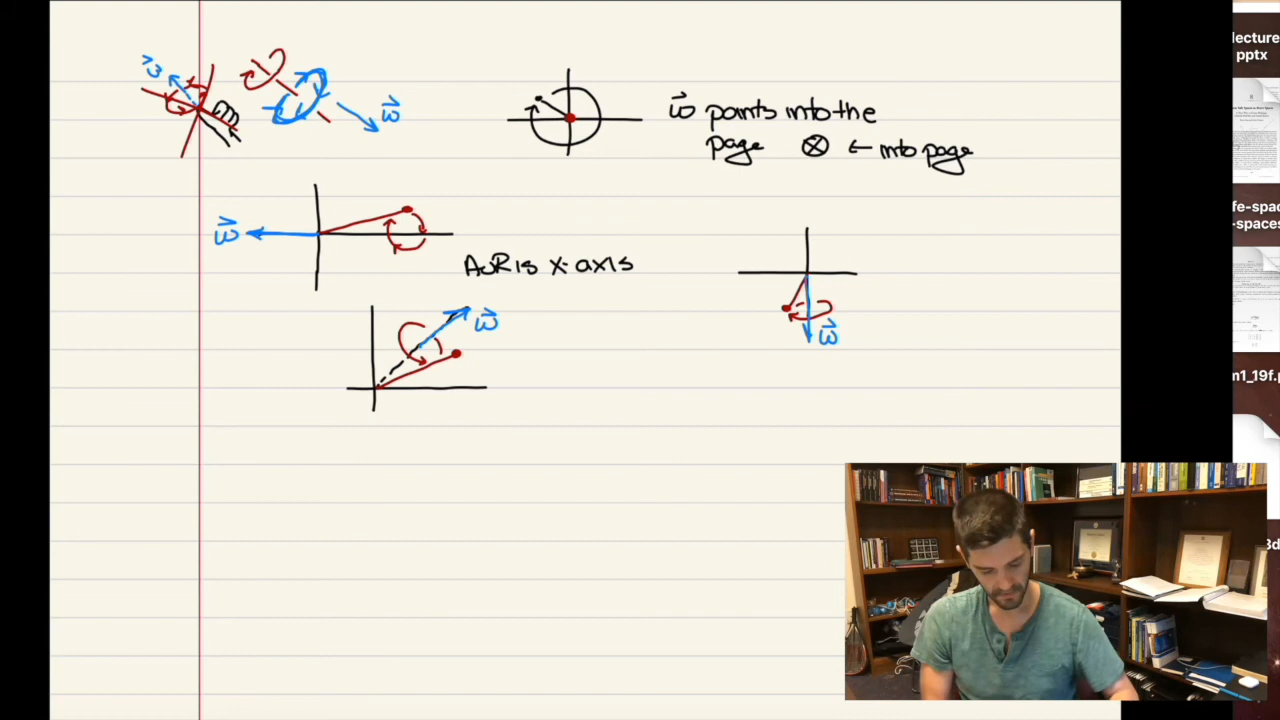 ω⃗
ω⃗
ω⃗ points into the
page ⊗ ← into page
ω⃗
AoR is x-axis
ω⃗
ω⃗
lecture
pptx
fe-spac
-spaces
m1_19f.p